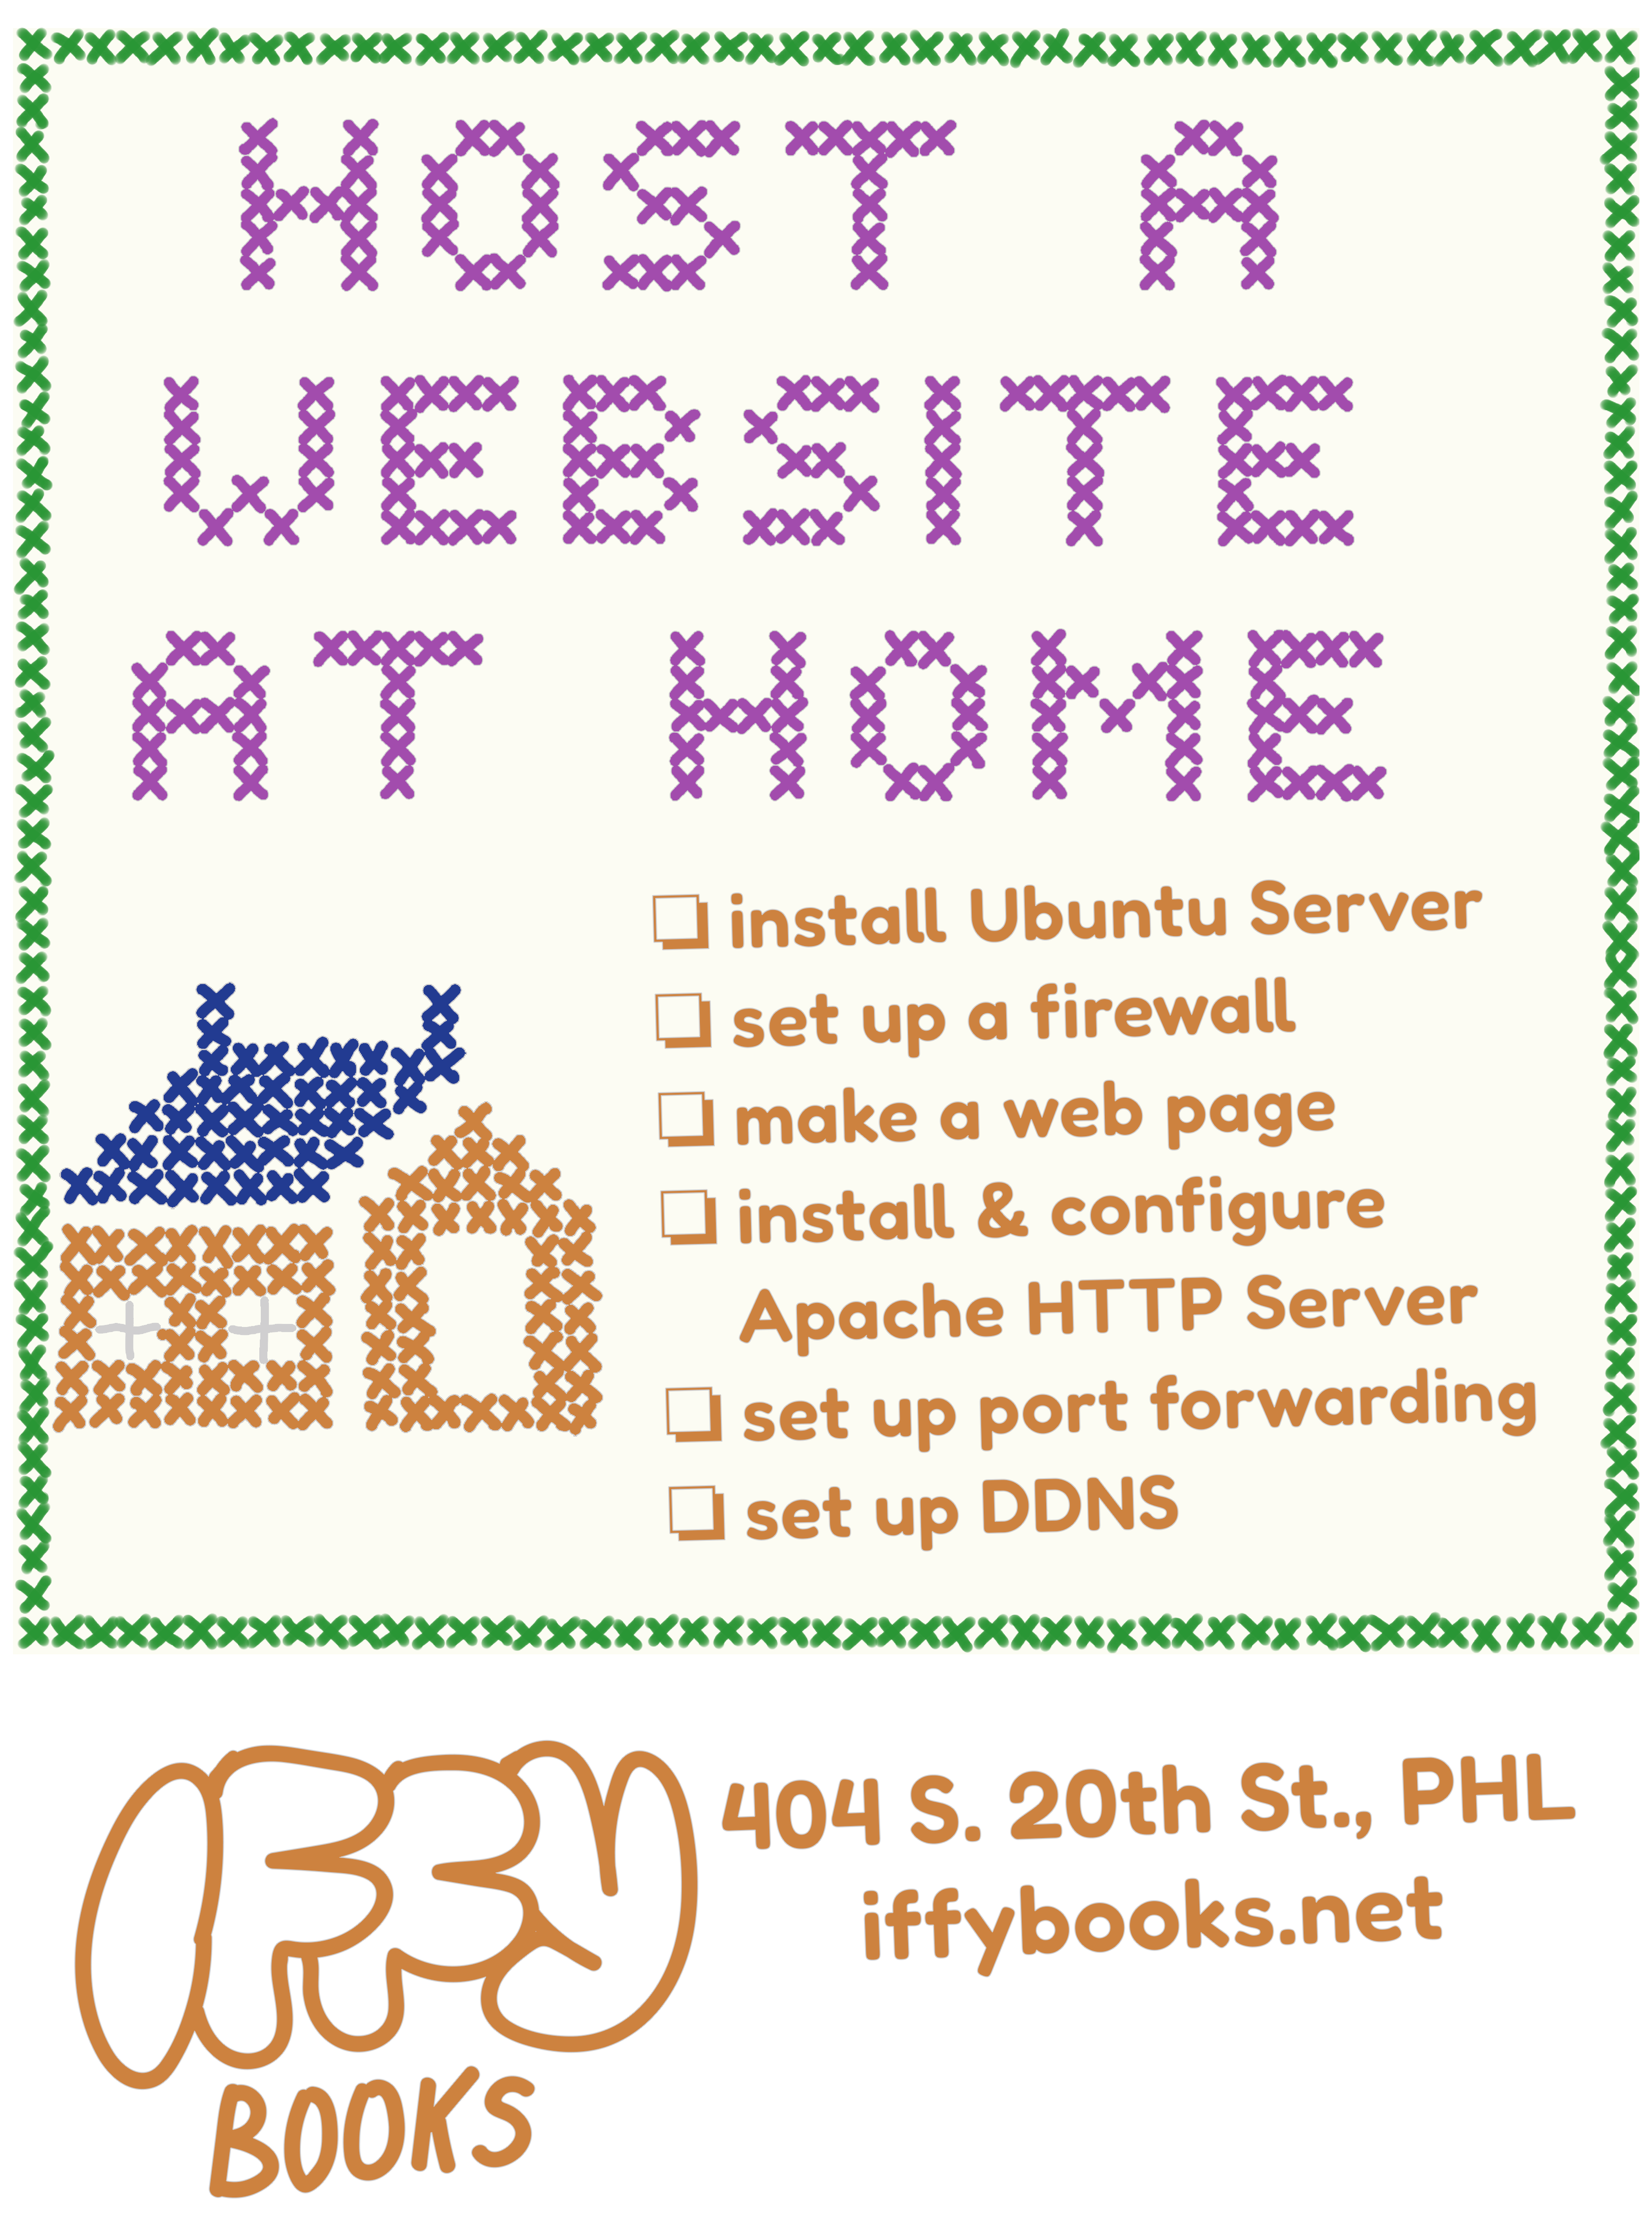 HOST A
WEBSITE
AT HOME
install Ubuntu Server
set up a firewall
make a web page
install & configure
Apache HTTP Server
set up port forwarding
set up DDNS
IFFY
BOOKS
404 S. 20th St., PHL
iffybooks.net